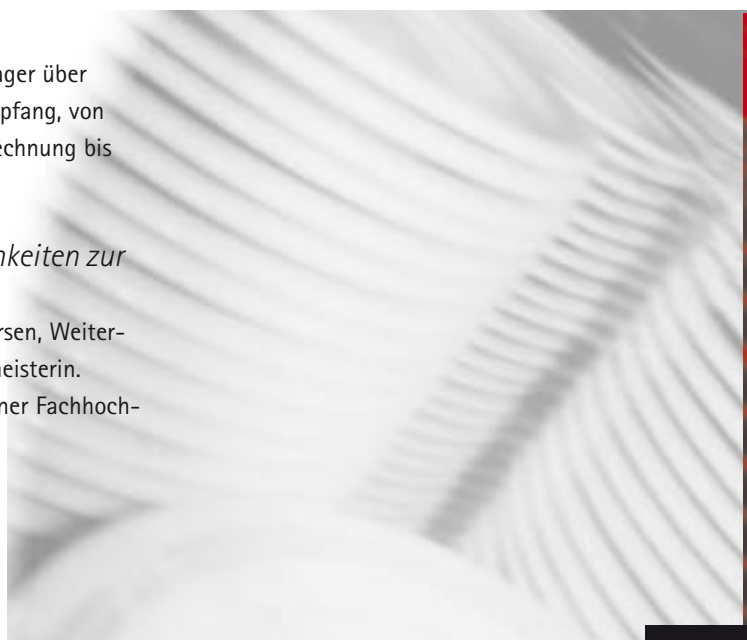 nger über
pfang, von
echnung bis
nkeiten zur
rsen, Weiter-
neisterin.
ner Fachhoch-